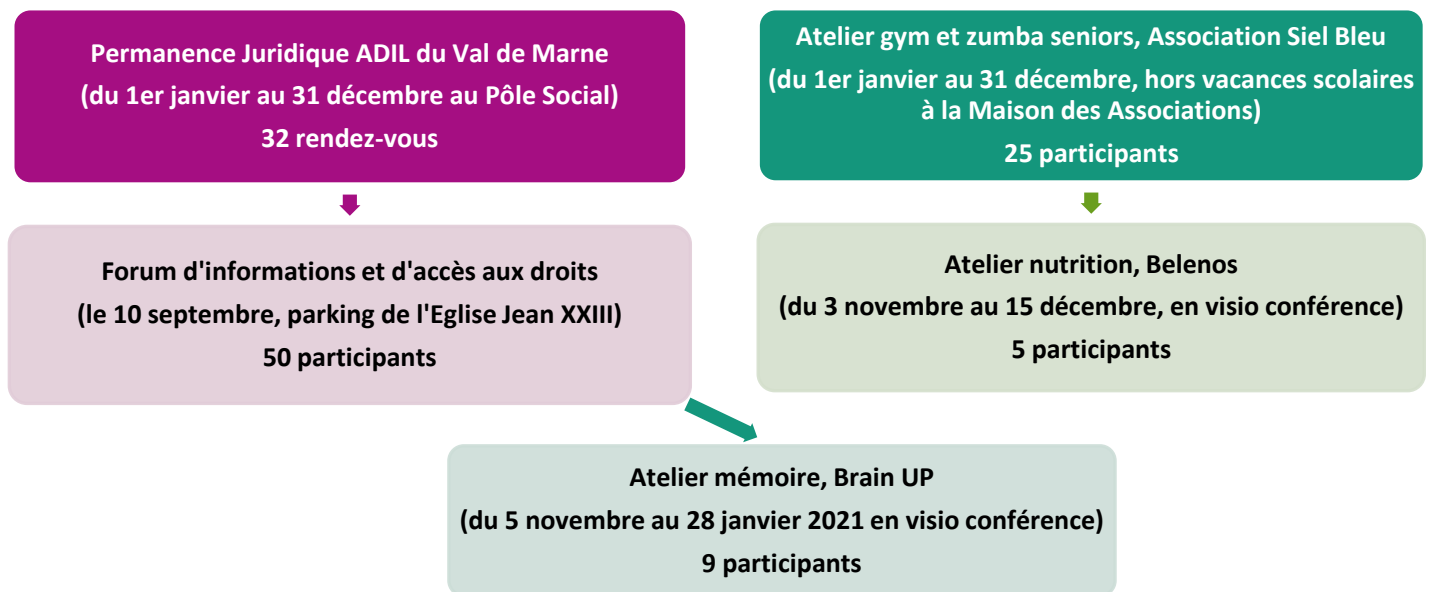 Permanence Juridique ADIL du Val de Marne
(du 1er janvier au 31 décembre au Pôle Social)
32 rendez-vous
Atelier gym et zumba seniors, Association Siel Bleu
(du 1er janvier au 31 décembre, hors vacances scolaires
à la Maison des Associations)
25 participants
Forum d'informations et d'accès aux droits
(le 10 septembre, parking de l'Eglise Jean XXIII)
50 participants
Atelier nutrition, Belenos
(du 3 novembre au 15 décembre, en visio conférence)
5 participants
Atelier mémoire, Brain UP
(du 5 novembre au 28 janvier 2021 en visio conférence)
9 participants